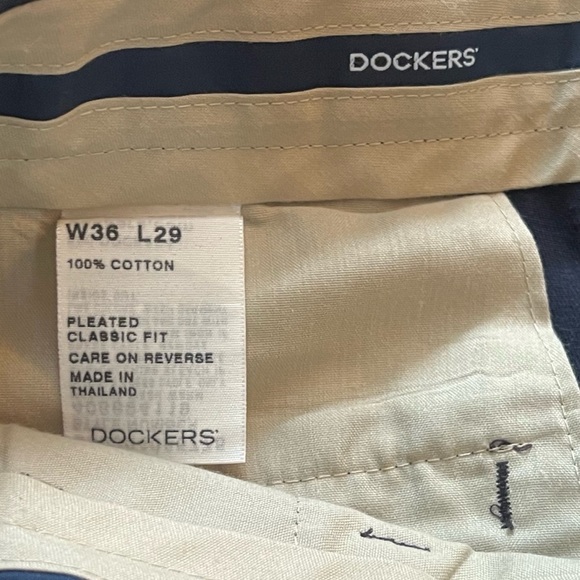 DOCKERS
W36 L29
100% COTTON
PLEATED
CLASSIC FIT
CARE ON REVERSE
MADE IN
THAILAND
DOCKERS